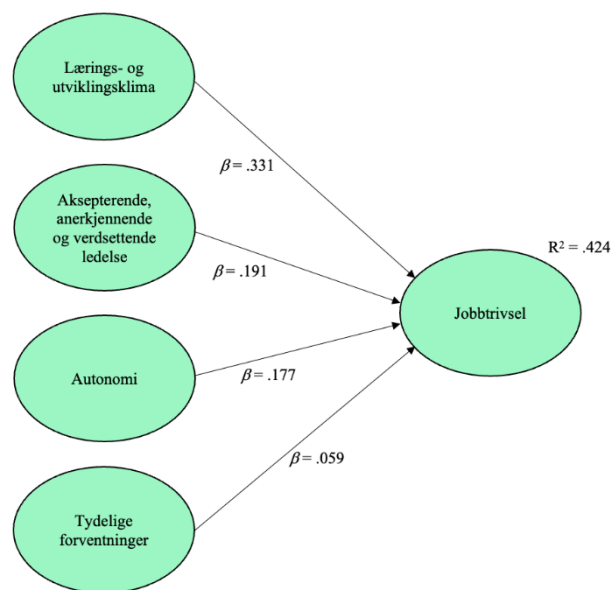 Lærings- og
utviklingsklima
β = .331
Aksepterende,
anerkjennende
og verdsettende
ledelse
β = .191
R² = .424
Jobbtrivsel
Autonomi
β = .177
β = .059
Tydelige
forventninger